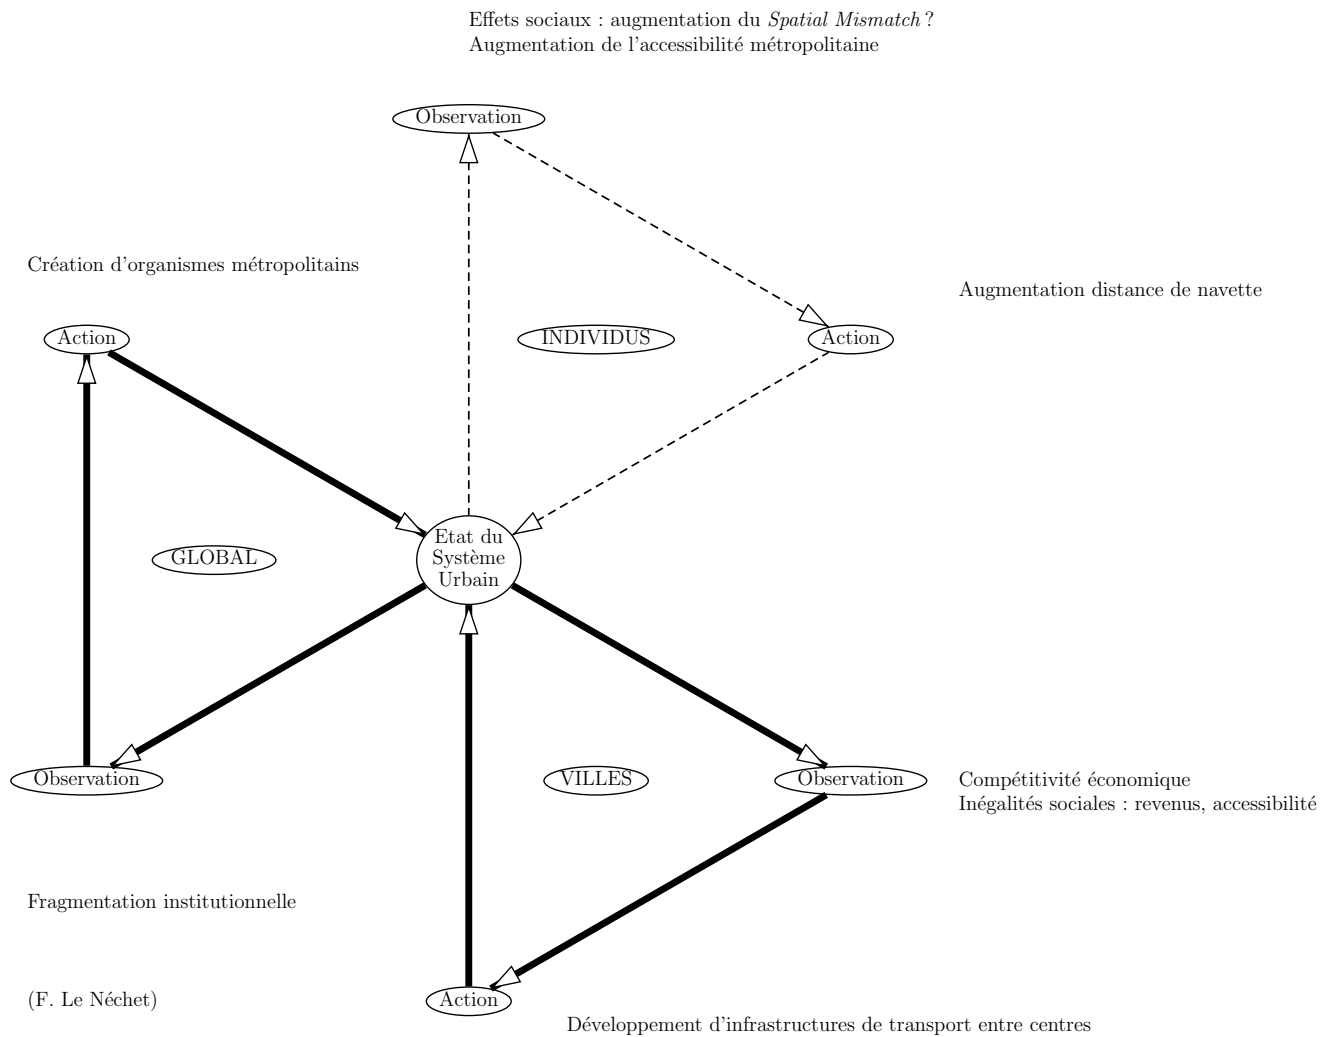 Effets sociaux : augmentation du Spatial Mismatch ?
Augmentation de l'accessibilité métropolitaine
Observation
Création d'organismes métropolitains
Augmentation distance de navette
Action
INDIVIDUS
Action
Etat du
Système
Urbain
GLOBAL
Observation
VILLES
Observation
Compétitivité économique
Inégalités sociales : revenus, accessibilité
Fragmentation institutionnelle
(F. Le Néchet)
Action
Développement d'infrastructures de transport entre centres